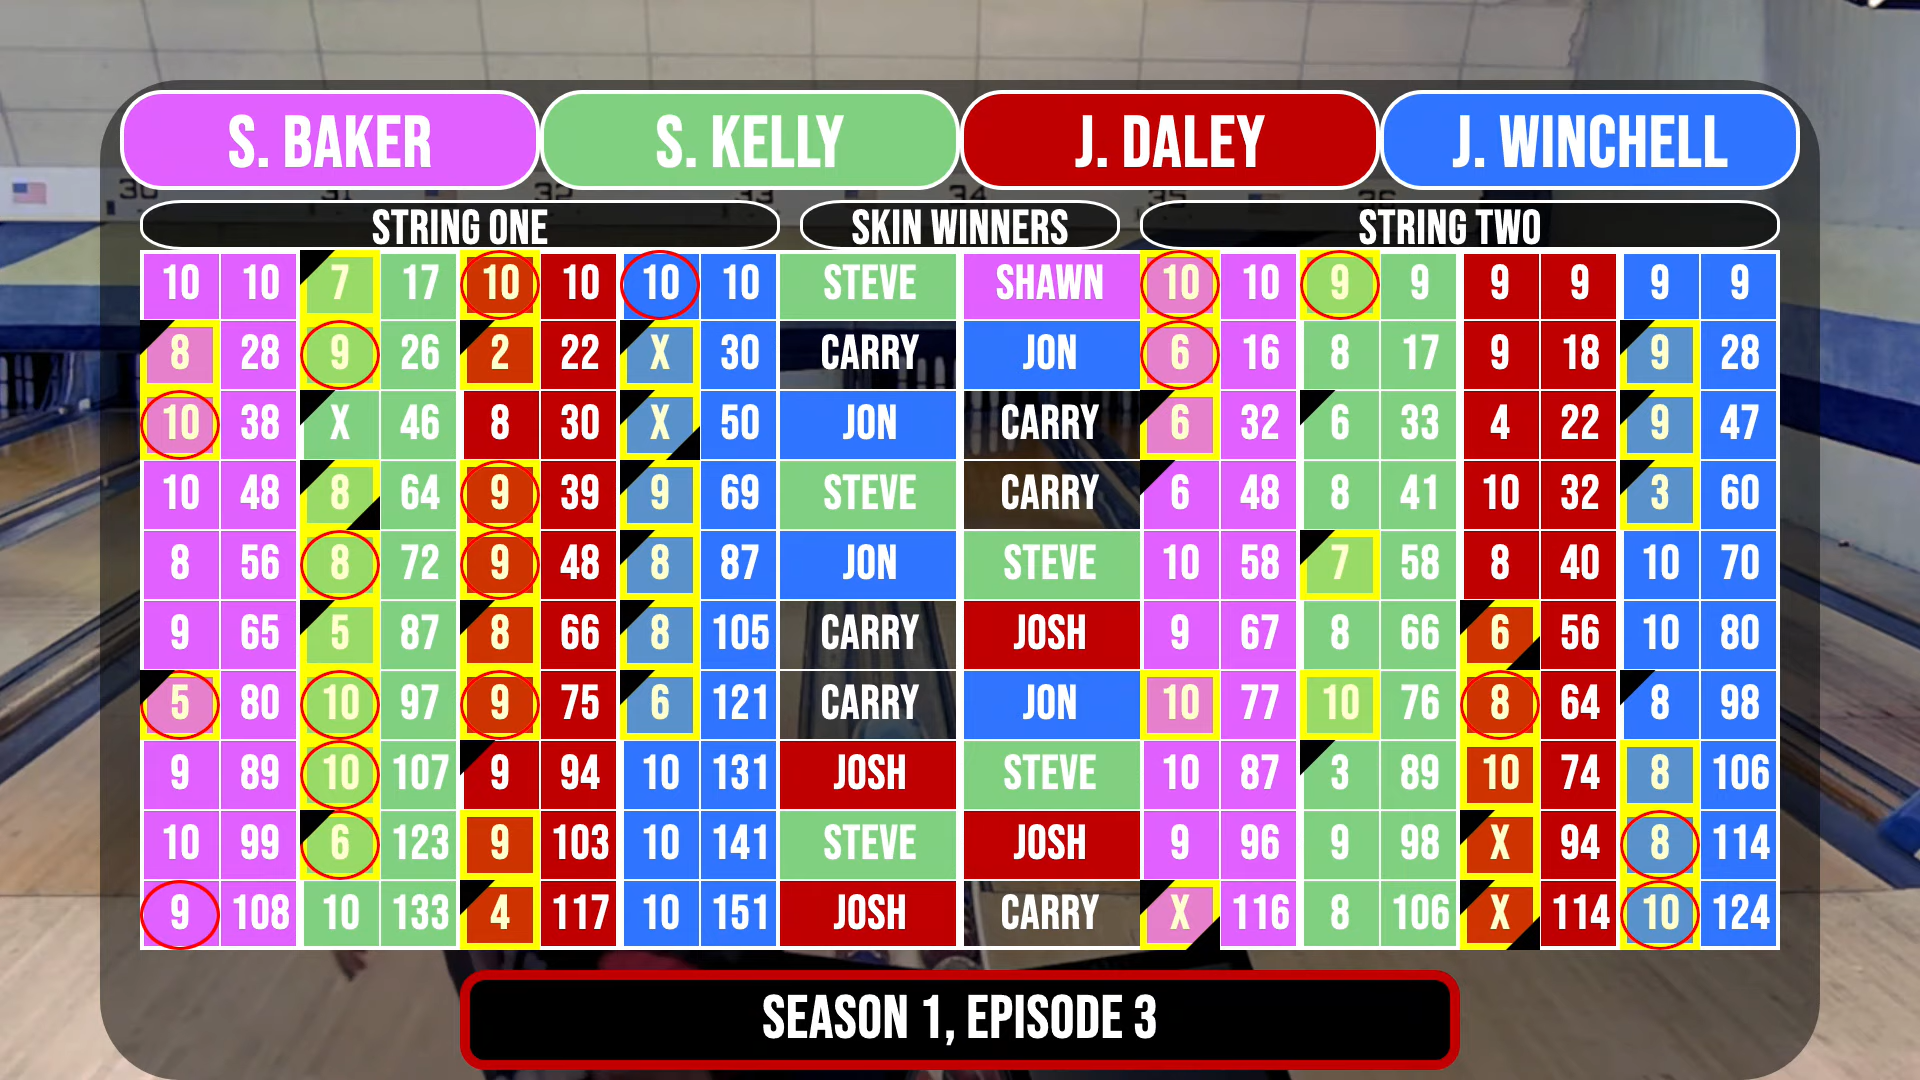 S. BAKER S. KELLY J. DALEY J. WINCHELL
30 31 32 33 34 35 36
STRING ONE SKIN WINNERS STRING TWO
10 10 7 17 10 10 10 10 STEVE SHAWN 10 10 9 9 9 9 9 9
8 28 9 26 2 22 X 30 CARRY JON 6 16 8 17 9 18 9 28
10 38 X 46 8 30 X 50 JON CARRY 6 32 6 33 4 22 9 47
10 48 8 64 9 39 9 69 STEVE CARRY 6 48 8 41 10 32 3 60
8 56 8 72 9 48 8 87 JON STEVE 10 58 7 58 8 40 10 70
9 65 5 87 8 66 8 105 CARRY JOSH 9 67 8 66 6 56 10 80
5 80 10 97 9 75 6 121 CARRY JON 10 77 10 76 8 64 8 98
9 89 10 107 9 94 10 131 JOSH STEVE 10 87 3 89 10 74 8 106
10 99 6 123 9 103 10 141 STEVE JOSH 9 96 9 98 X 94 8 114
9 108 10 133 4 117 10 151 JOSH CARRY X 116 8 106 X 114 10 124
SEASON 1, EPISODE 3